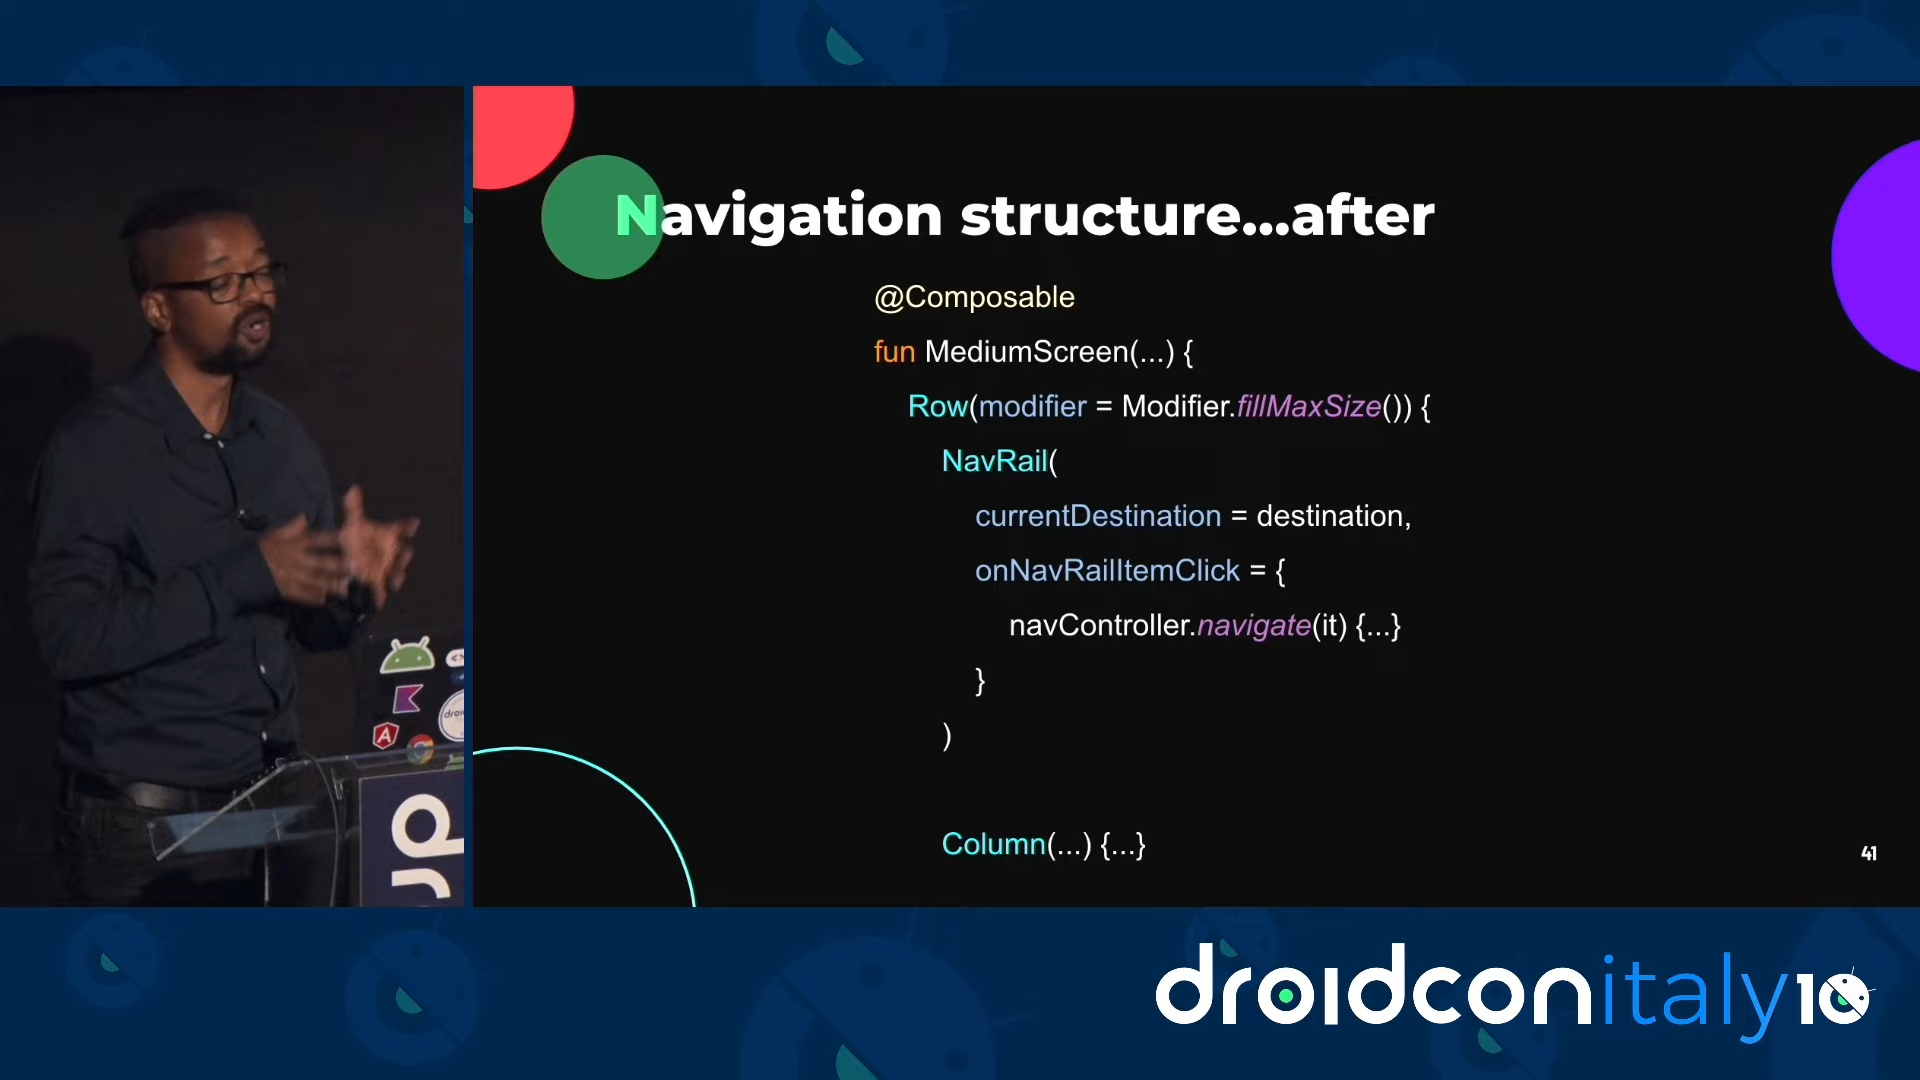 Navigation structure...after
@Composable
fun MediumScreen(...) {
Row(modifier = Modifier.fillMaxSize()) {
NavRail(
currentDestination = destination,
onNavRailItemClick = {
navController.navigate(it) {...}
}
)
Column(...) {...}
41
droidconitaly10